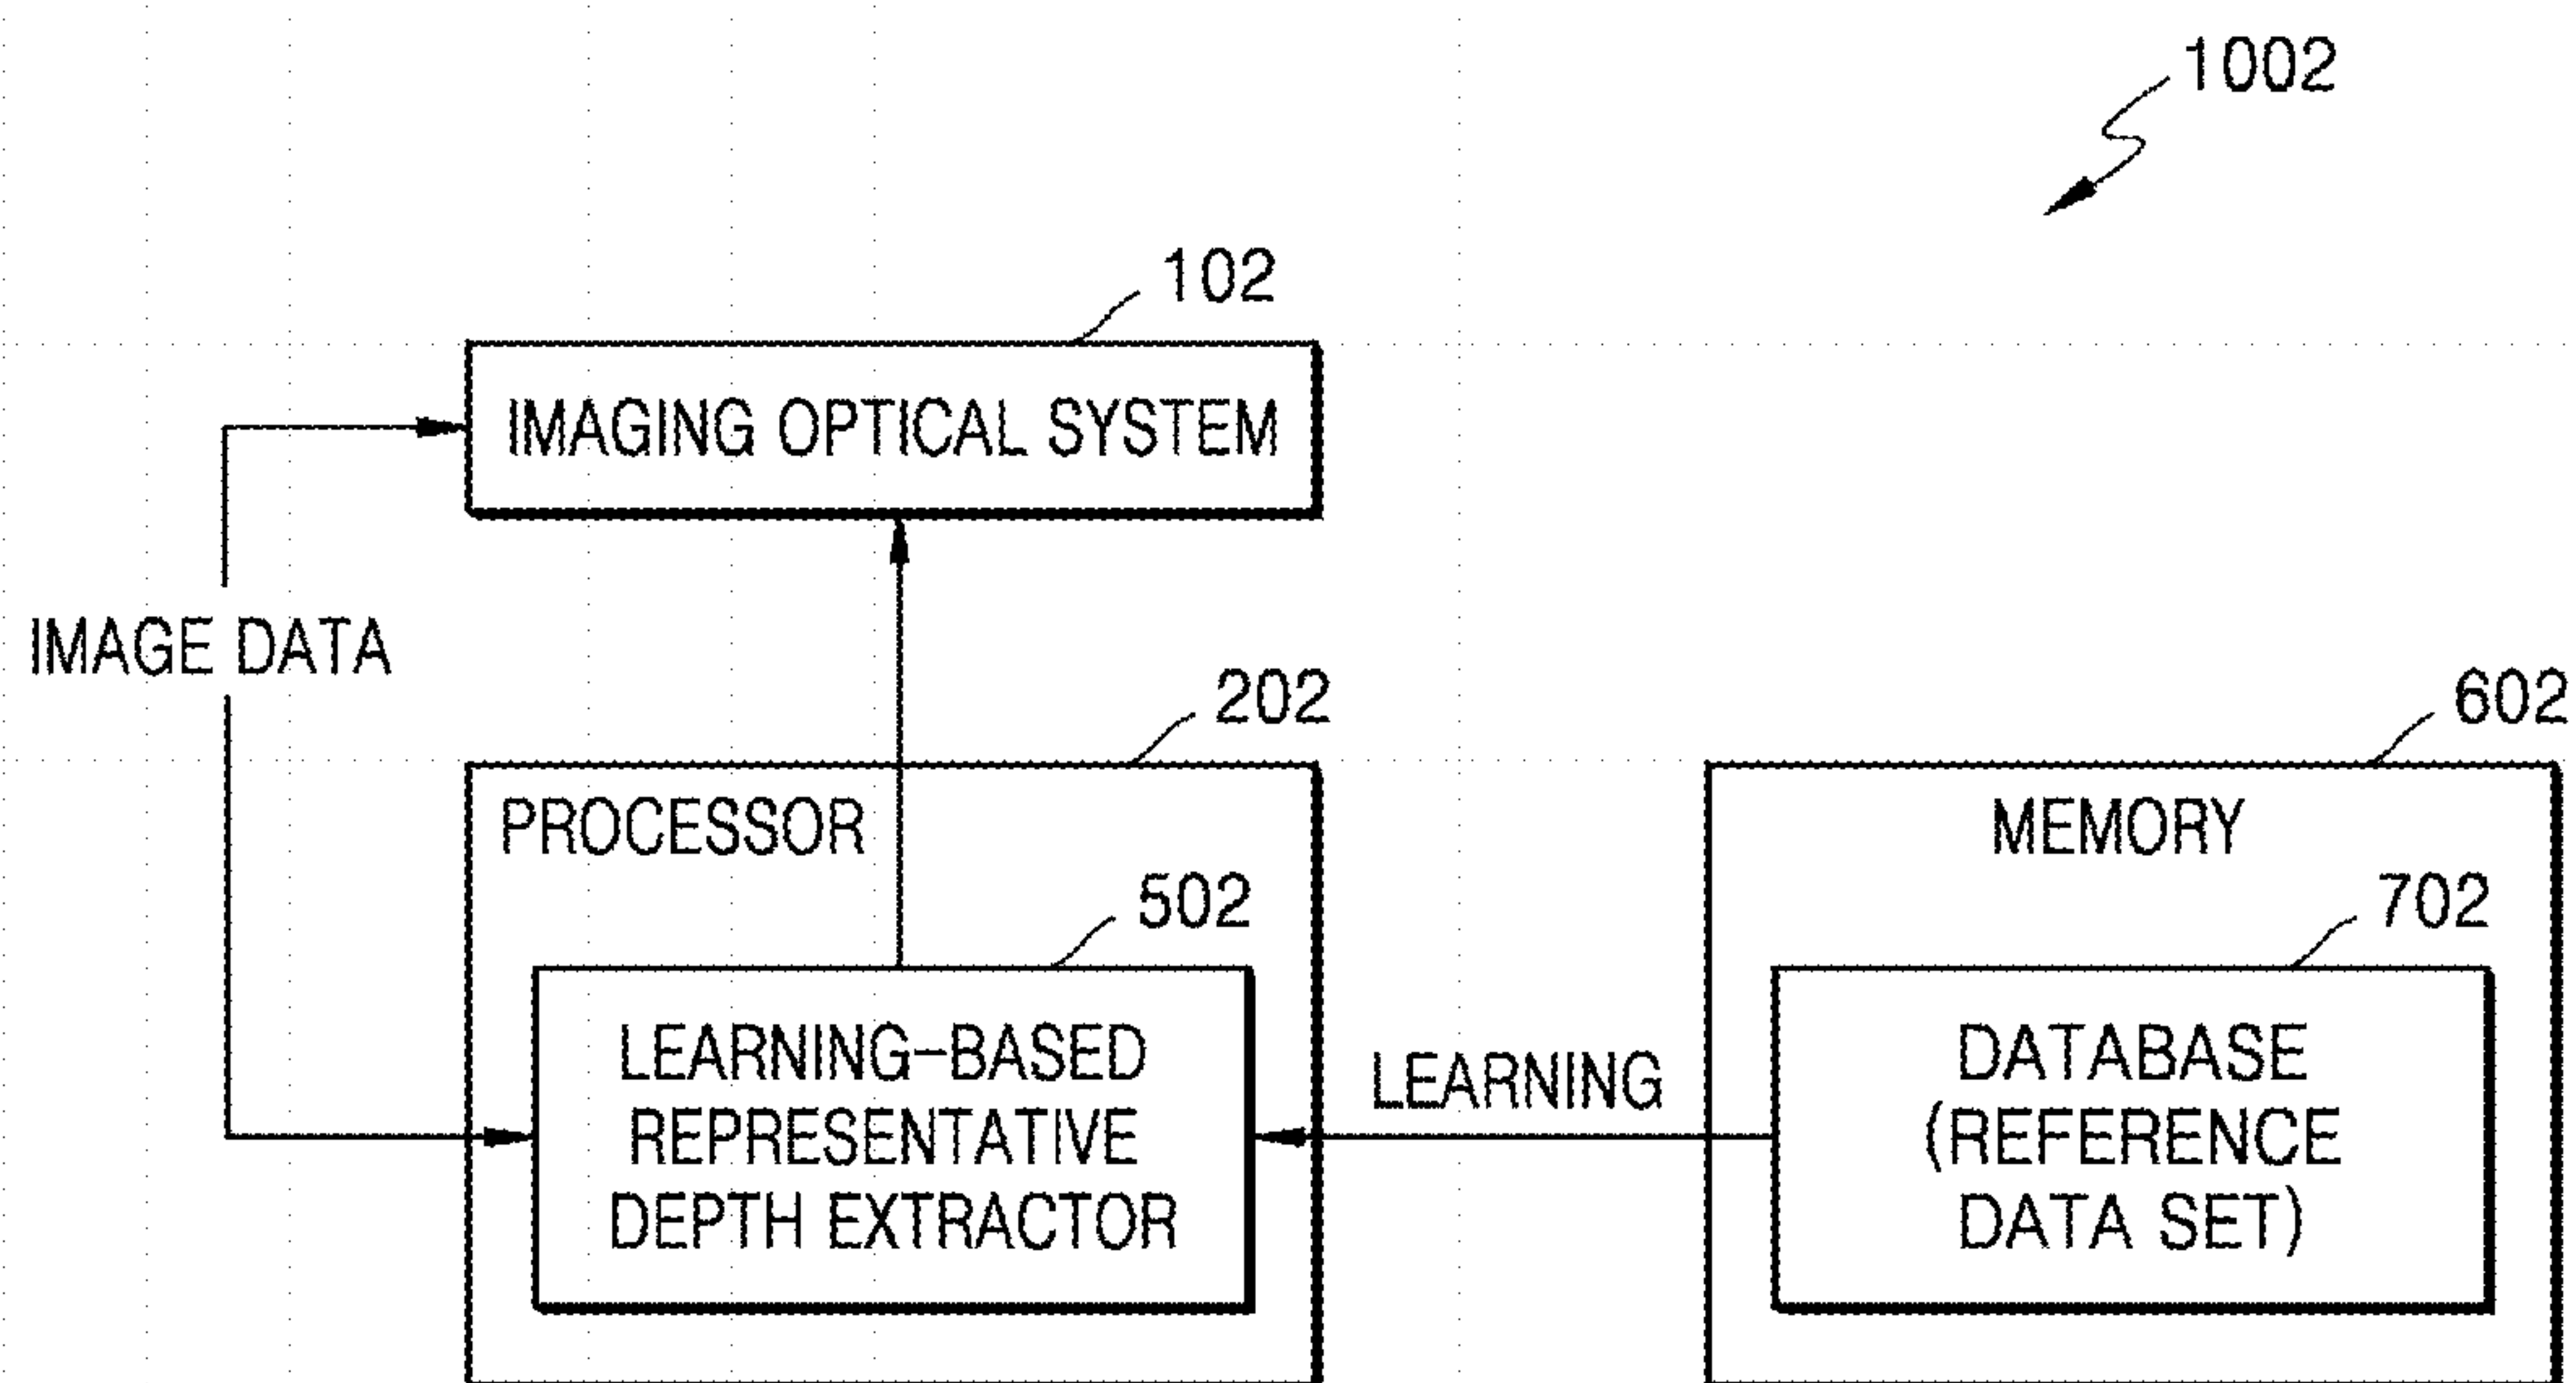 1002
102
IMAGING OPTICAL SYSTEM
IMAGE DATA
202
PROCESSOR
502
LEARNING-BASED
REPRESENTATIVE
DEPTH EXTRACTOR
LEARNING
602
MEMORY
702
DATABASE
(REFERENCE
DATA SET)